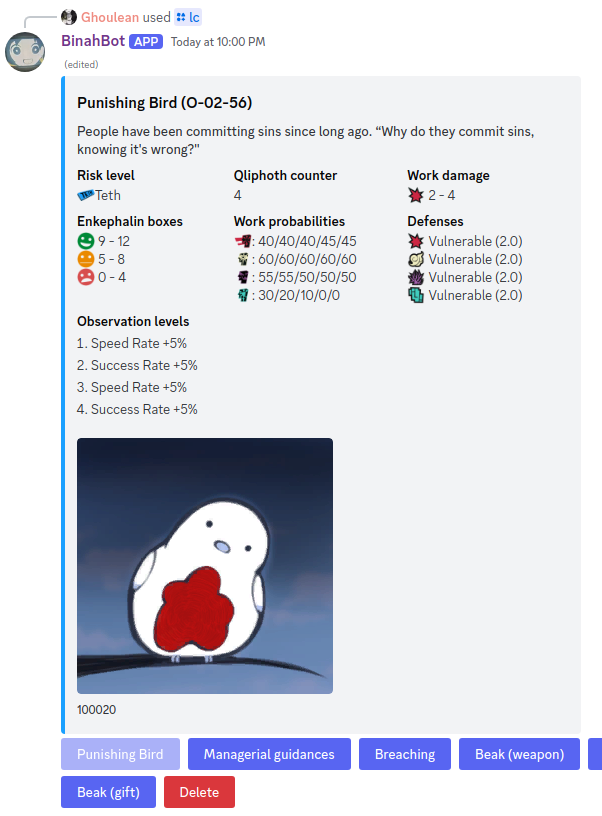 Ghoulean used lc
BinahBot APP Today at 10:00 PM
(edited)
Punishing Bird (O-02-56)
People have been committing sins since long ago. “Why do they commit sins,
knowing it's wrong?”
Risk level Qliphoth counter Work damage
TETH Teth 4 2 - 4
Enkephalin boxes Work probabilities Defenses
9 - 12 : 40/40/40/45/45 Vulnerable (2.0)
5 - 8 : 60/60/60/60/60 Vulnerable (2.0)
0 - 4 : 55/55/50/50/50 Vulnerable (2.0)
: 30/20/10/0/0 Vulnerable (2.0)
Observation levels
1. Speed Rate +5%
2. Success Rate +5%
3. Speed Rate +5%
4. Success Rate +5%
100020
Punishing Bird Managerial guidances Breaching Beak (weapon)
Beak (gift) Delete